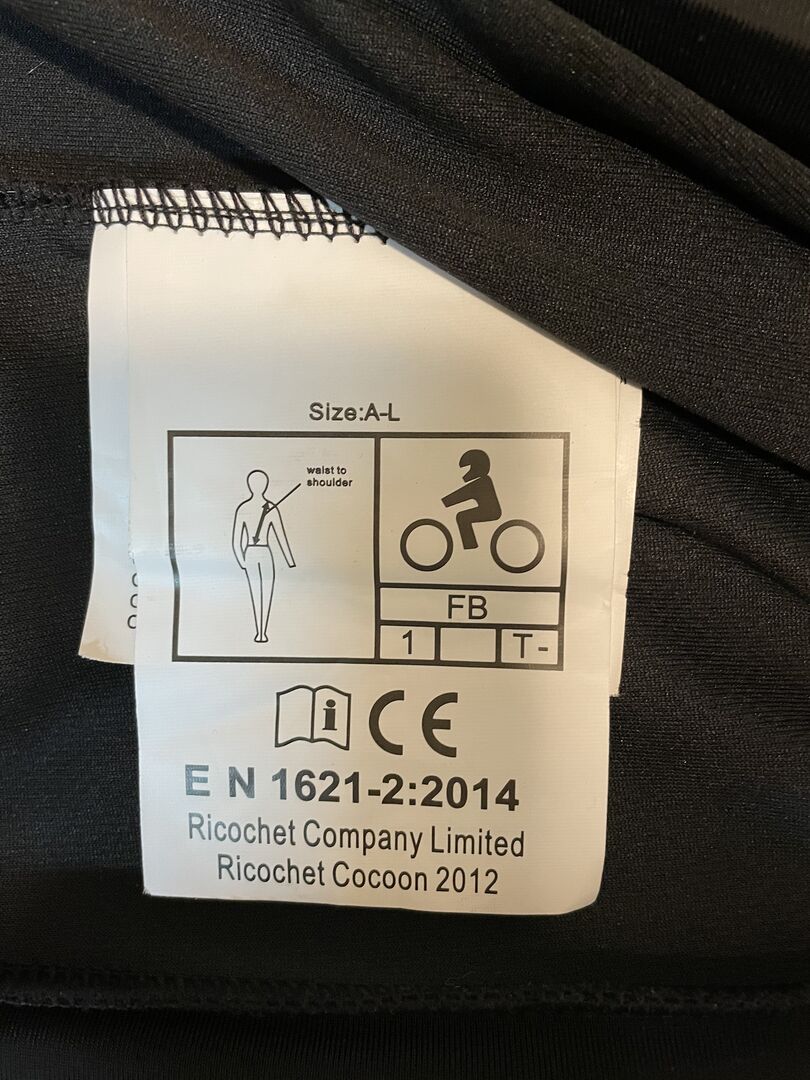 Size:A-L
waist to
shoulder
FB
1 T-
i CE
E N 1621-2:2014
Ricochet Company Limited
Ricochet Cocoon 2012